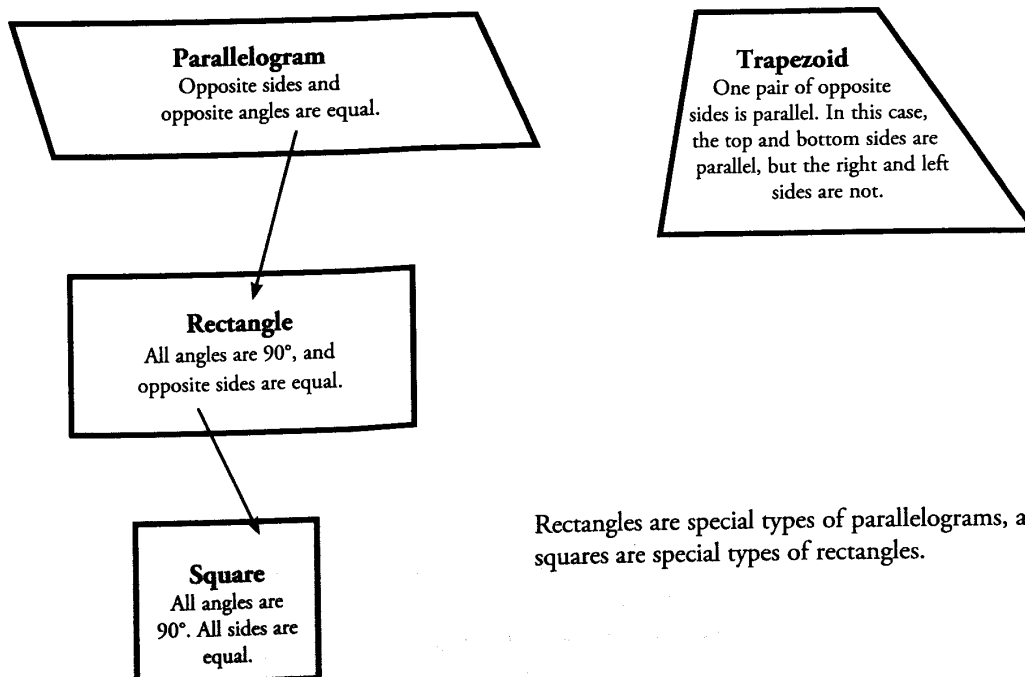 Parallelogram
Opposite sides and
opposite angles are equal.
Trapezoid
One pair of opposite
sides is parallel. In this case,
the top and bottom sides are
parallel, but the right and left
sides are not.
Rectangle
All angles are 90°, and
opposite sides are equal.
Rectangles are special types of parallelograms, a
squares are special types of rectangles.
Square
All angles are
90°. All sides are
equal.